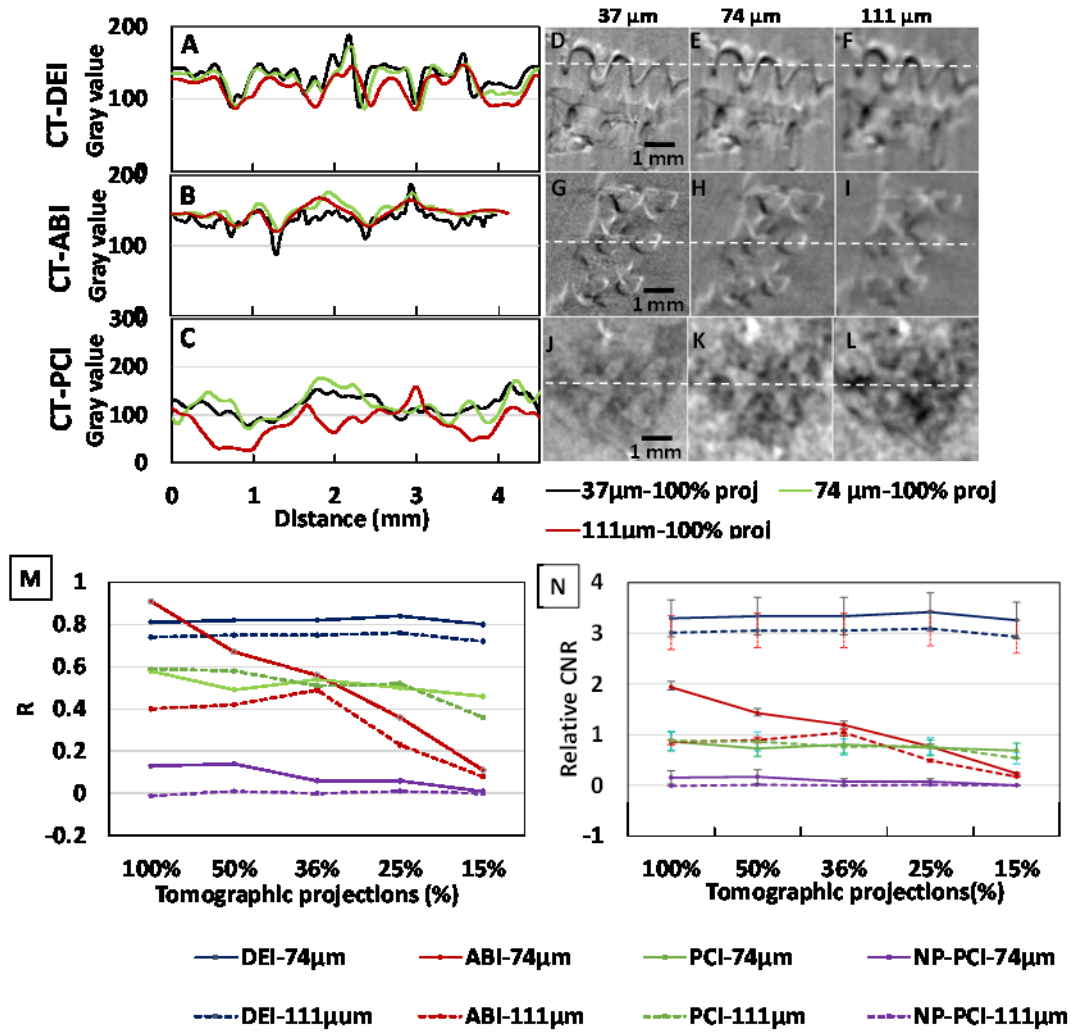 37 µm
74 µm
111 µm
CT-DEI
Gray value
200
100
0
A
D
E
F
1 mm
CT-ABI
Gray value
200
100
0
B
G
H
I
1 mm
CT-PCI
Gray value
300
200
100
0
C
J
K
L
1 mm
0 1 2 3 4
Distance (mm)
37µm-100% proj
74 µm-100% proj
111µm-100% proj
M
R
1
0.8
0.6
0.4
0.2
0
-0.2
100% 50% 36% 25% 15%
Tomographic projections (%)
N
Relative CNR
4
3
2
1
0
-1
100% 50% 36% 25% 15%
Tomographic projections(%)
DEI-74µm
ABI-74µm
PCI-74µm
NP-PCI-74µm
DEI-111µum
ABI-111µm
PCI-111µm
NP-PCI-111µm